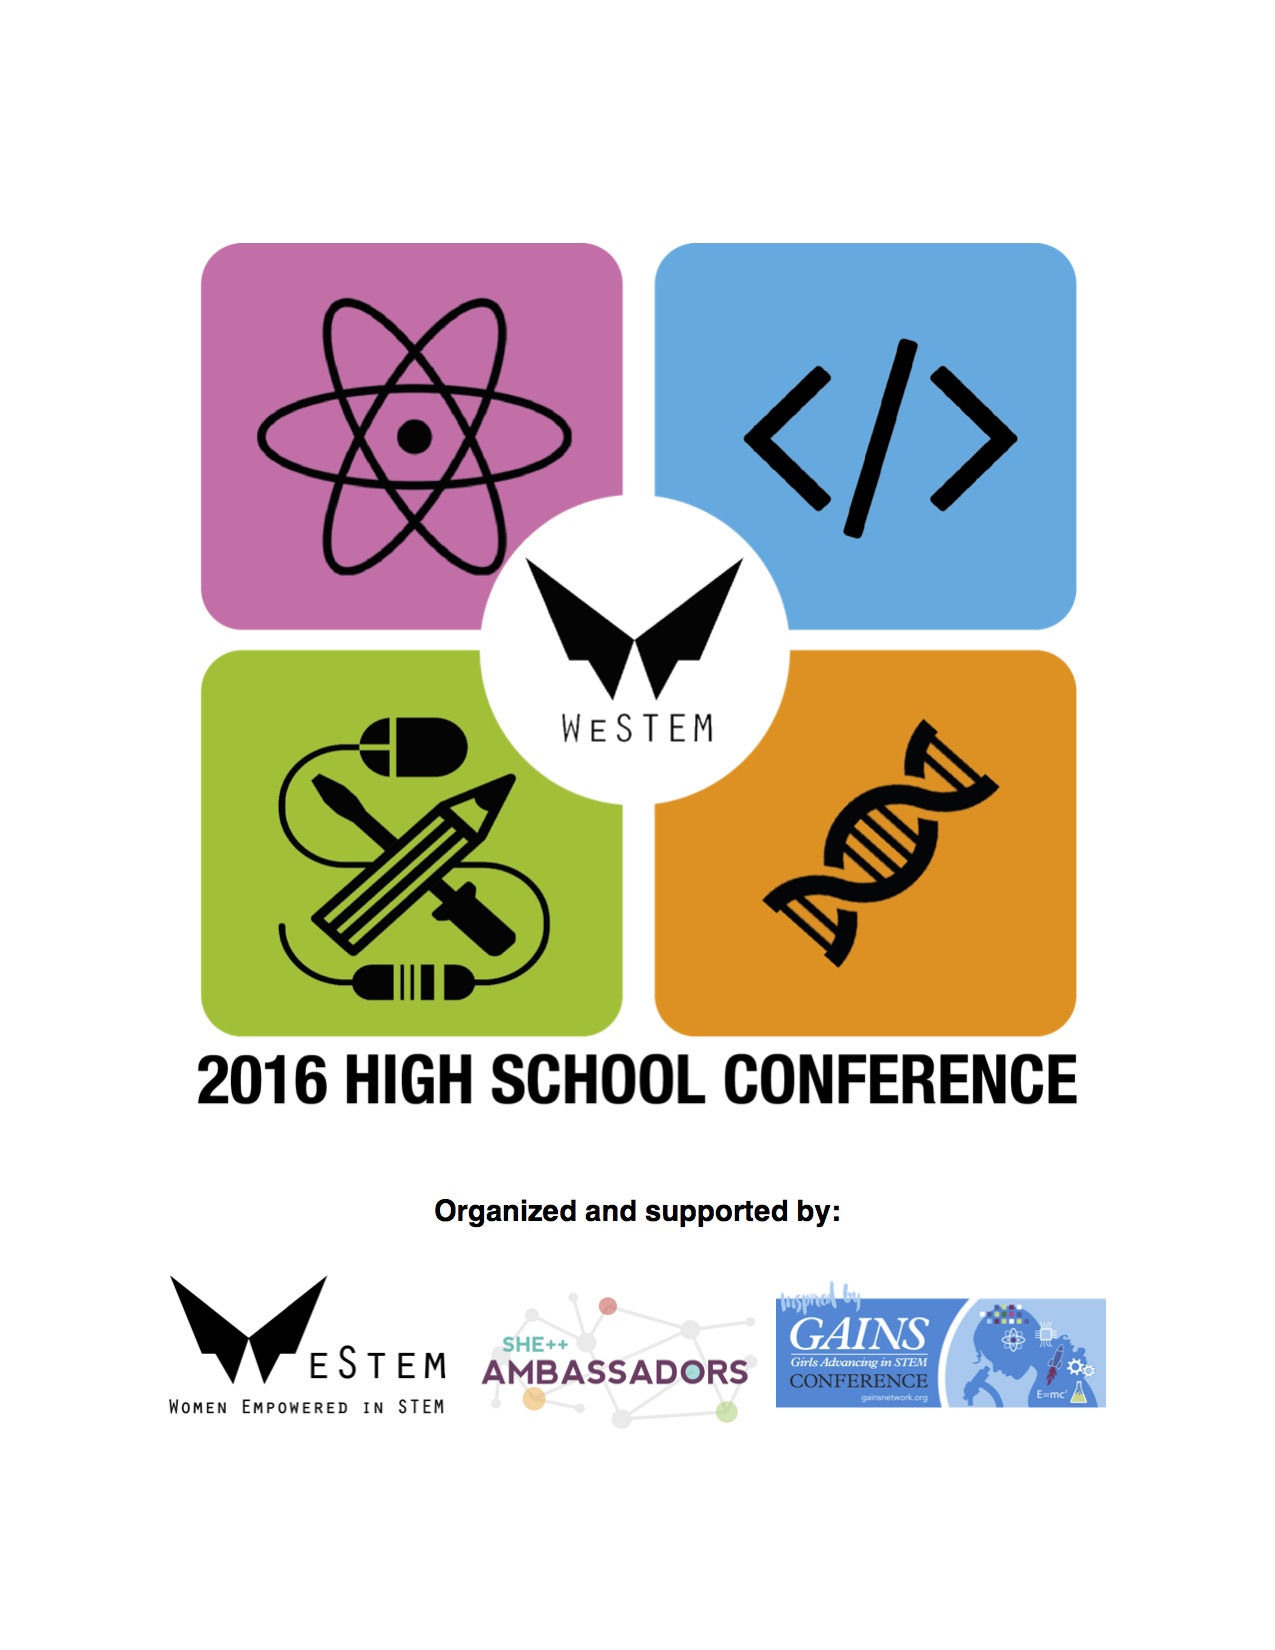 </>
WESTEM
2016 HIGH SCHOOL CONFERENCE
Organized and supported by:
WESTEM
WOMEN EMPOWERED IN STEM
SHE++
AMBASSADORS
Inspired by
GAINS
Girls Advancing in STEM
CONFERENCE
gainsnetwork.org
E=mc²